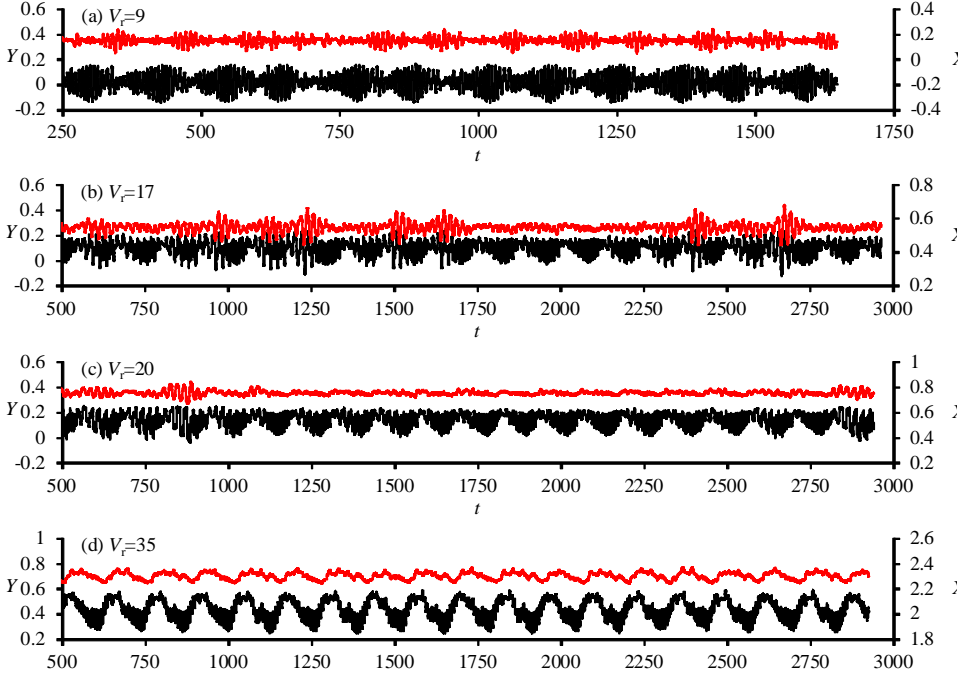 0.6 (a) Vr=9 0.4
0.4 0.2
Y 0.2 0 X
0 -0.2
-0.2 -0.4
250 500 750 1000 1250 1500 1750
t
0.6 (b) Vr=17 0.8
0.4
Y 0.2 0.6 X
0 0.4
-0.2 0.2
500 750 1000 1250 1500 1750 2000 2250 2500 2750 3000
t
0.6 (c) Vr=20 1
0.4 0.8
Y 0.2 0.6 X
0 0.4
-0.2 0.2
500 750 1000 1250 1500 1750 2000 2250 2500 2750 3000
t
1 (d) Vr=35 2.6
0.8 2.4
Y 0.6 2.2 X
0.4 2
0.2 1.8
500 750 1000 1250 1500 1750 2000 2250 2500 2750 3000